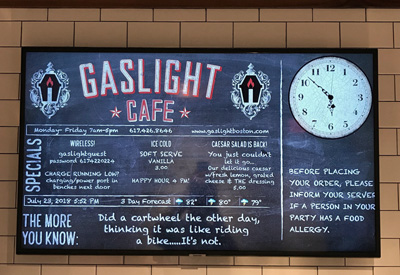 GASLIGHT
CAFE
Monday-Friday 7am-5pm 617.426.8646 www.gaslightboston.com
SPECIALS
WIRELESS!
gaslightguest
password 6174220224
CHARGE RUNNING LOW?
charging/power port in
benches next door
ICE COLD
SOFT SERVE
VANILLA
3.00
HAPPY HOUR 4 PM!
CAESAR SALAD IS BACK!
You just couldn't
let it go...
Our delicious caesar
w/fresh lemon, grated
cheese & THE dressing
5.00
July 23, 2018 5:52 PM 3 Day Forecast 82° 80° 79°
THE MORE
YOU KNOW:
Did a cartwheel the other day,
thinking it was like riding
a bike.....It's not.
BEFORE PLACING
YOUR ORDER, PLEASE
INFORM YOUR SERVER
IF A PERSON IN YOUR
PARTY HAS A FOOD
ALLERGY.